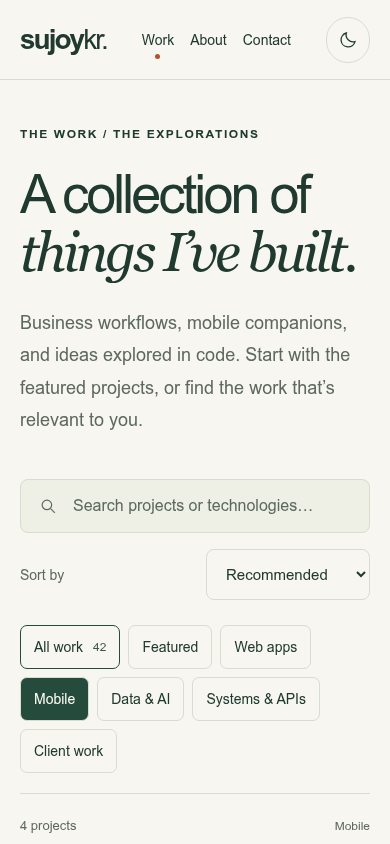 sujoykr.
Work About Contact
THE WORK / THE EXPLORATIONS
A collection of
things I’ve built.
Business workflows, mobile companions,
and ideas explored in code. Start with the
featured projects, or find the work that’s
relevant to you.
Search projects or technologies…
Sort by Recommended
All work 42 Featured Web apps
Mobile Data & AI Systems & APIs
Client work
4 projects Mobile